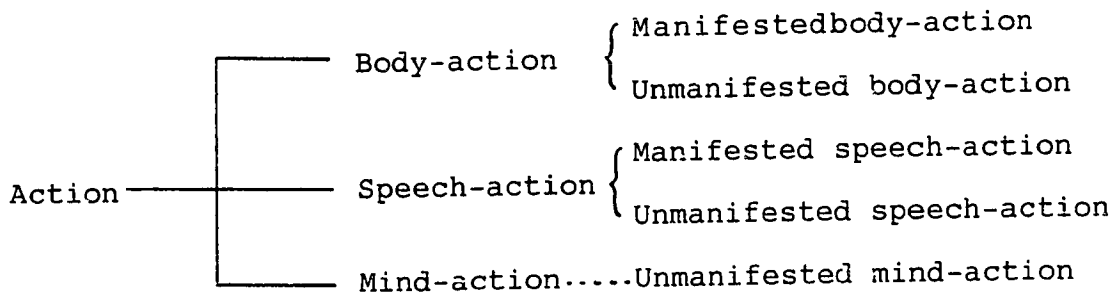 Manifestedbody-action
Body-action
Unmanifested body-action
Manifested speech-action
Action Speech-action
Unmanifested speech-action
Mind-action.....Unmanifested mind-action